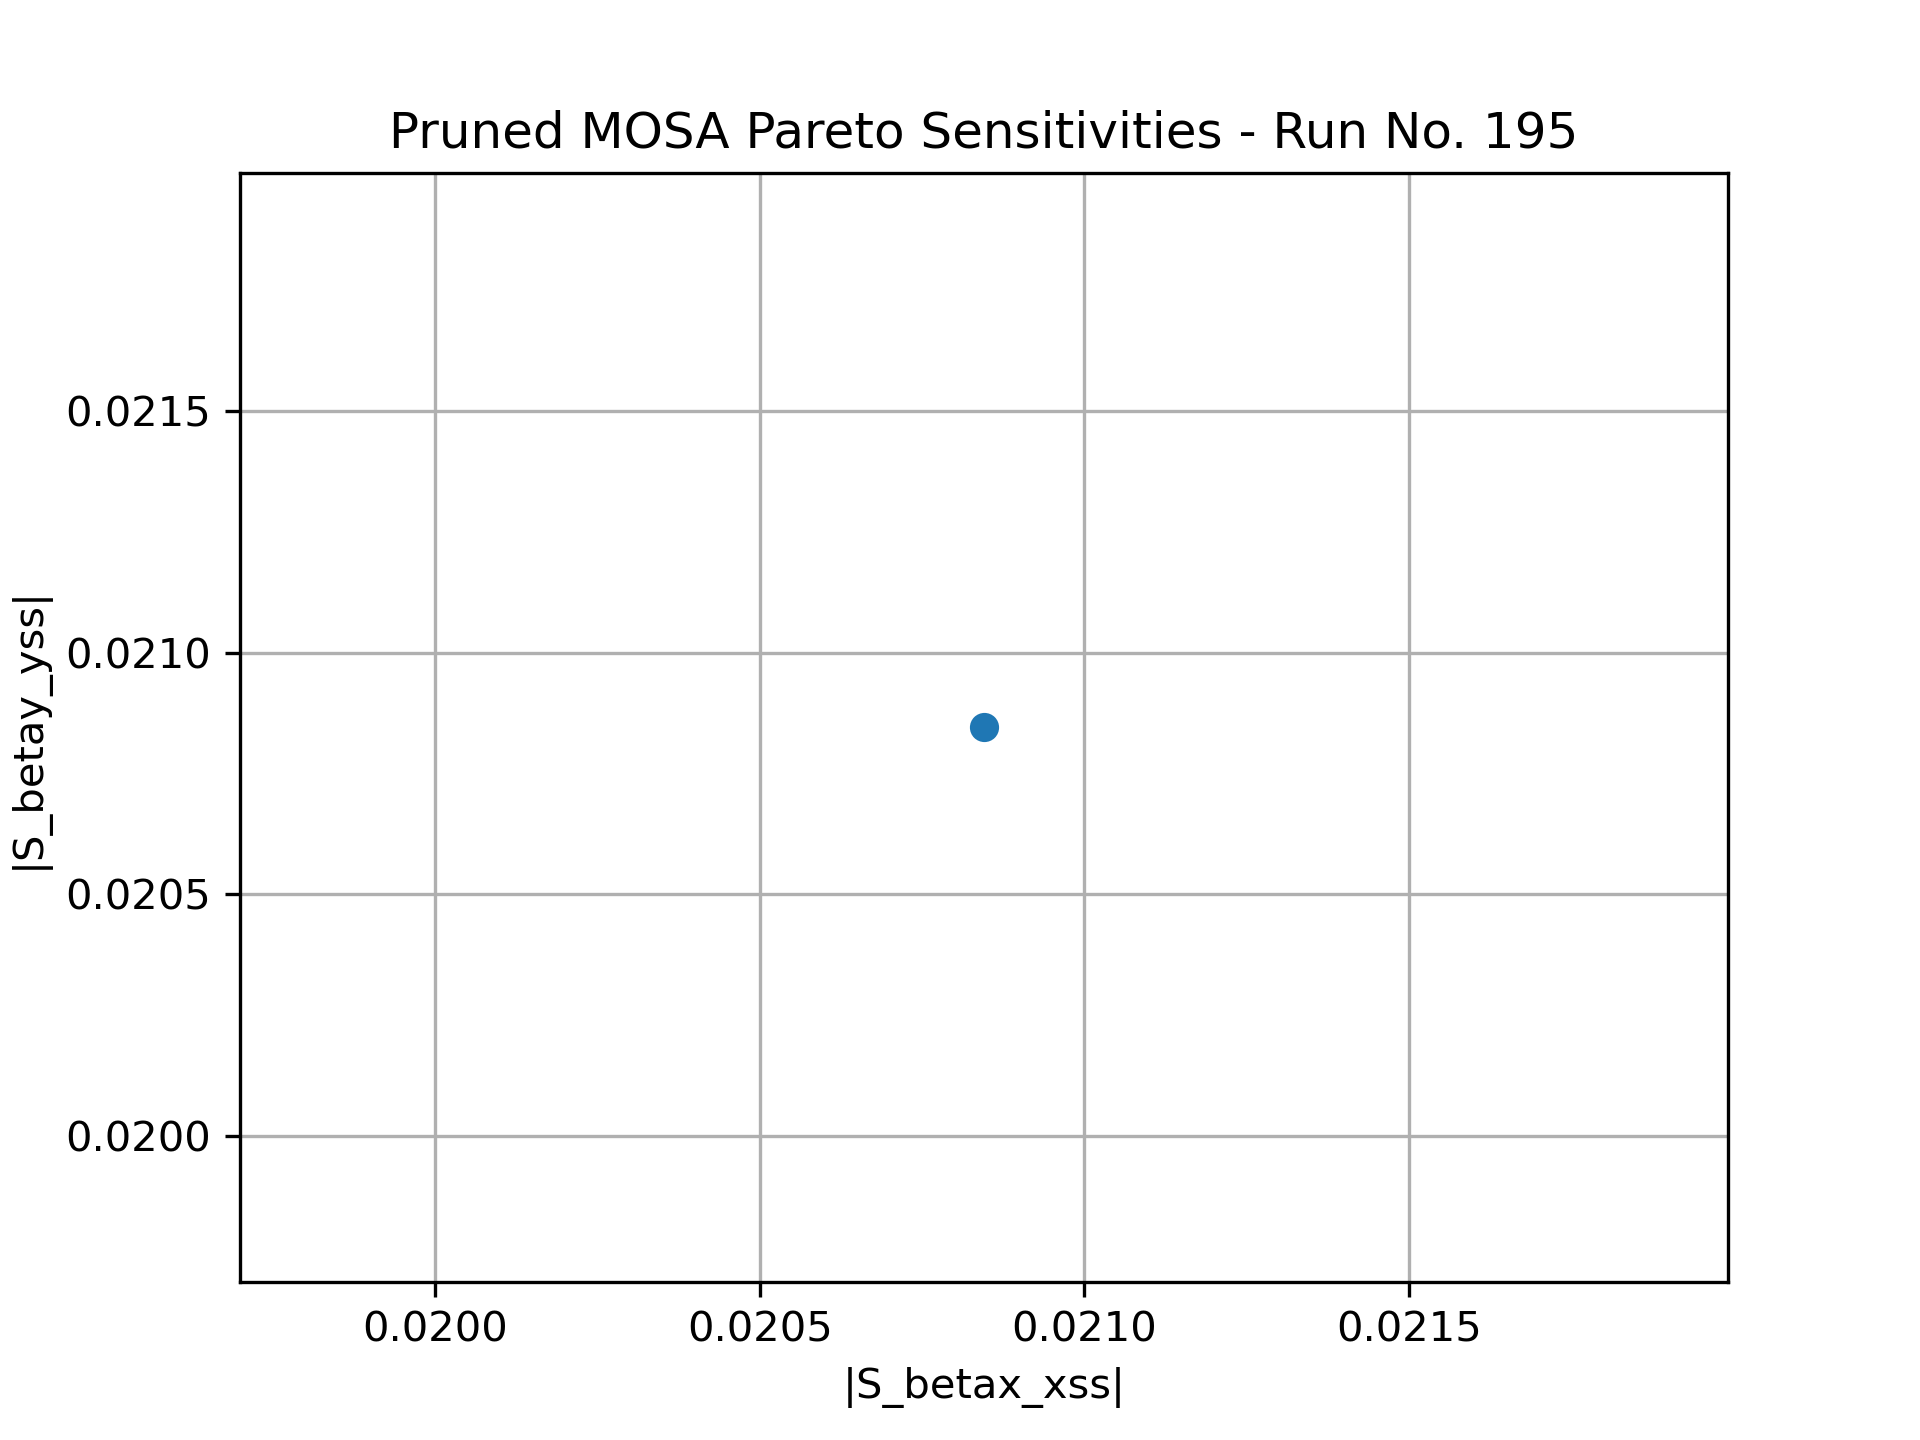 Pruned MOSA Pareto Sensitivities - Run No. 195
|S_betay_yss|
0.0215
0.0210
0.0205
0.0200
0.0200 0.0205 0.0210 0.0215
|S_betax_xss|